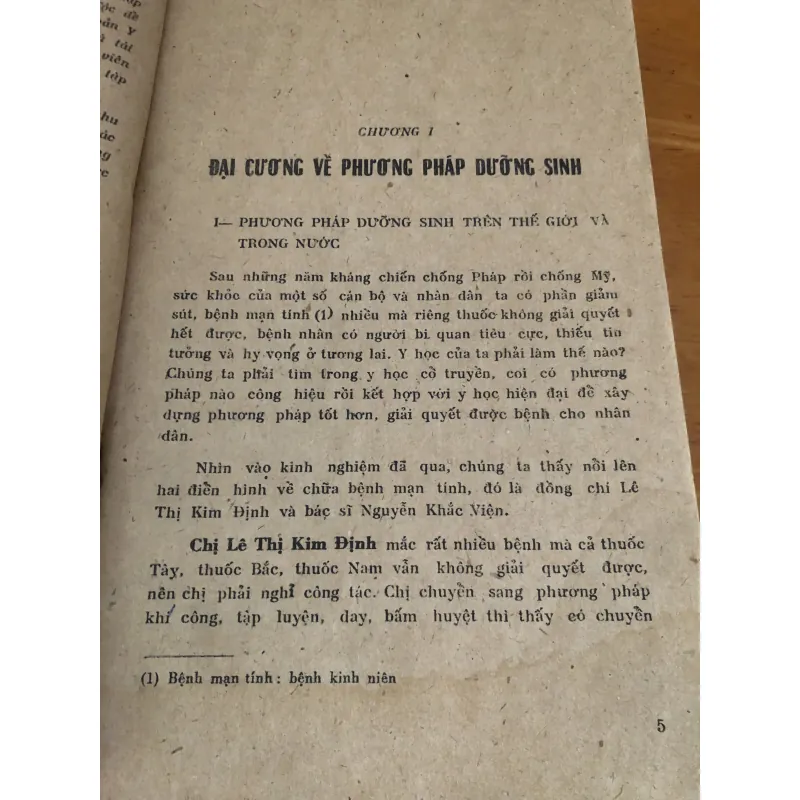 ớc để
ản y
à tài
viên
lớp
hu
ác
ng
c
CHƯƠNG I
ĐẠI CƯƠNG VỀ PHƯƠNG PHÁP DƯỠNG SINH
I— PHƯƠNG PHÁP DƯỠNG SINH TRÊN THẾ GIỚI VÀ
TRONG NƯỚC
Sau những năm kháng chiến chống Pháp rồi chống Mỹ,
sức khỏe của một số cán bộ và nhân dân ta có phần giảm
sút, bệnh mạn tính (1) nhiều mà riêng thuốc không giải quyết
hết được, bệnh nhân có người bi quan tiêu cực, thiếu tin
tưởng và hy vọng ở tương lai. Y học của ta phải làm thế nào?
Chúng ta phải tìm trong y học cổ truyền, coi có phương
pháp nào công hiệu rồi kết hợp với y học hiện đại để xây
dựng phương pháp tốt hơn, giải quyết được bệnh cho nhân
dân.
Nhìn vào kinh nghiệm đã qua, chúng ta thấy nổi lên
hai điển hình về chữa bệnh mạn tính, đó là đồng chí Lê
Thị Kim Định và bác sĩ Nguyễn Khắc Viện.
Chị Lê Thị Kim Định mắc rất nhiều bệnh mà cả thuốc
Tây, thuốc Bắc, thuốc Nam vẫn không giải quyết được,
nên chị phải nghỉ công tác. Chị chuyển sang phương pháp
khí công, tập luyện, day, bấm huyệt thì thấy có chuyển
(1) Bệnh mạn tính : bệnh kinh niên
5